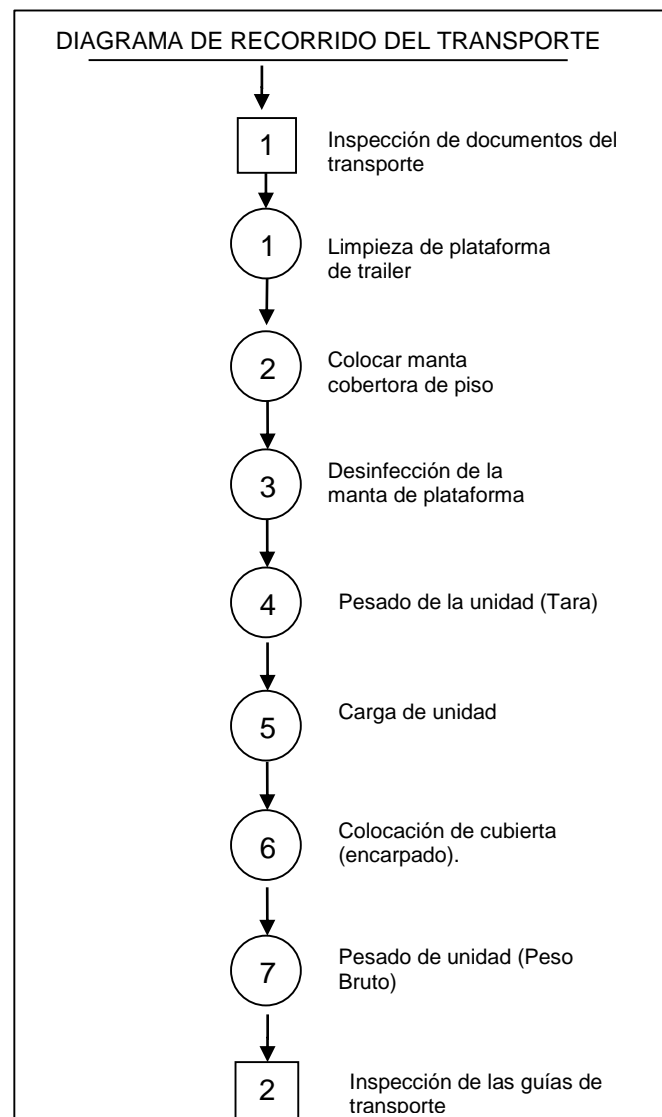 DIAGRAMA DE RECORRIDO DEL TRANSPORTE
1
Inspección de documentos del
transporte
1
Limpieza de plataforma
de trailer
2
Colocar manta
cobertora de piso
3
Desinfección de la
manta de plataforma
4
Pesado de la unidad (Tara)
5
Carga de unidad
6
Colocación de cubierta
(encarpado).
7
Pesado de unidad (Peso
Bruto)
2
Inspección de las guías de
transporte